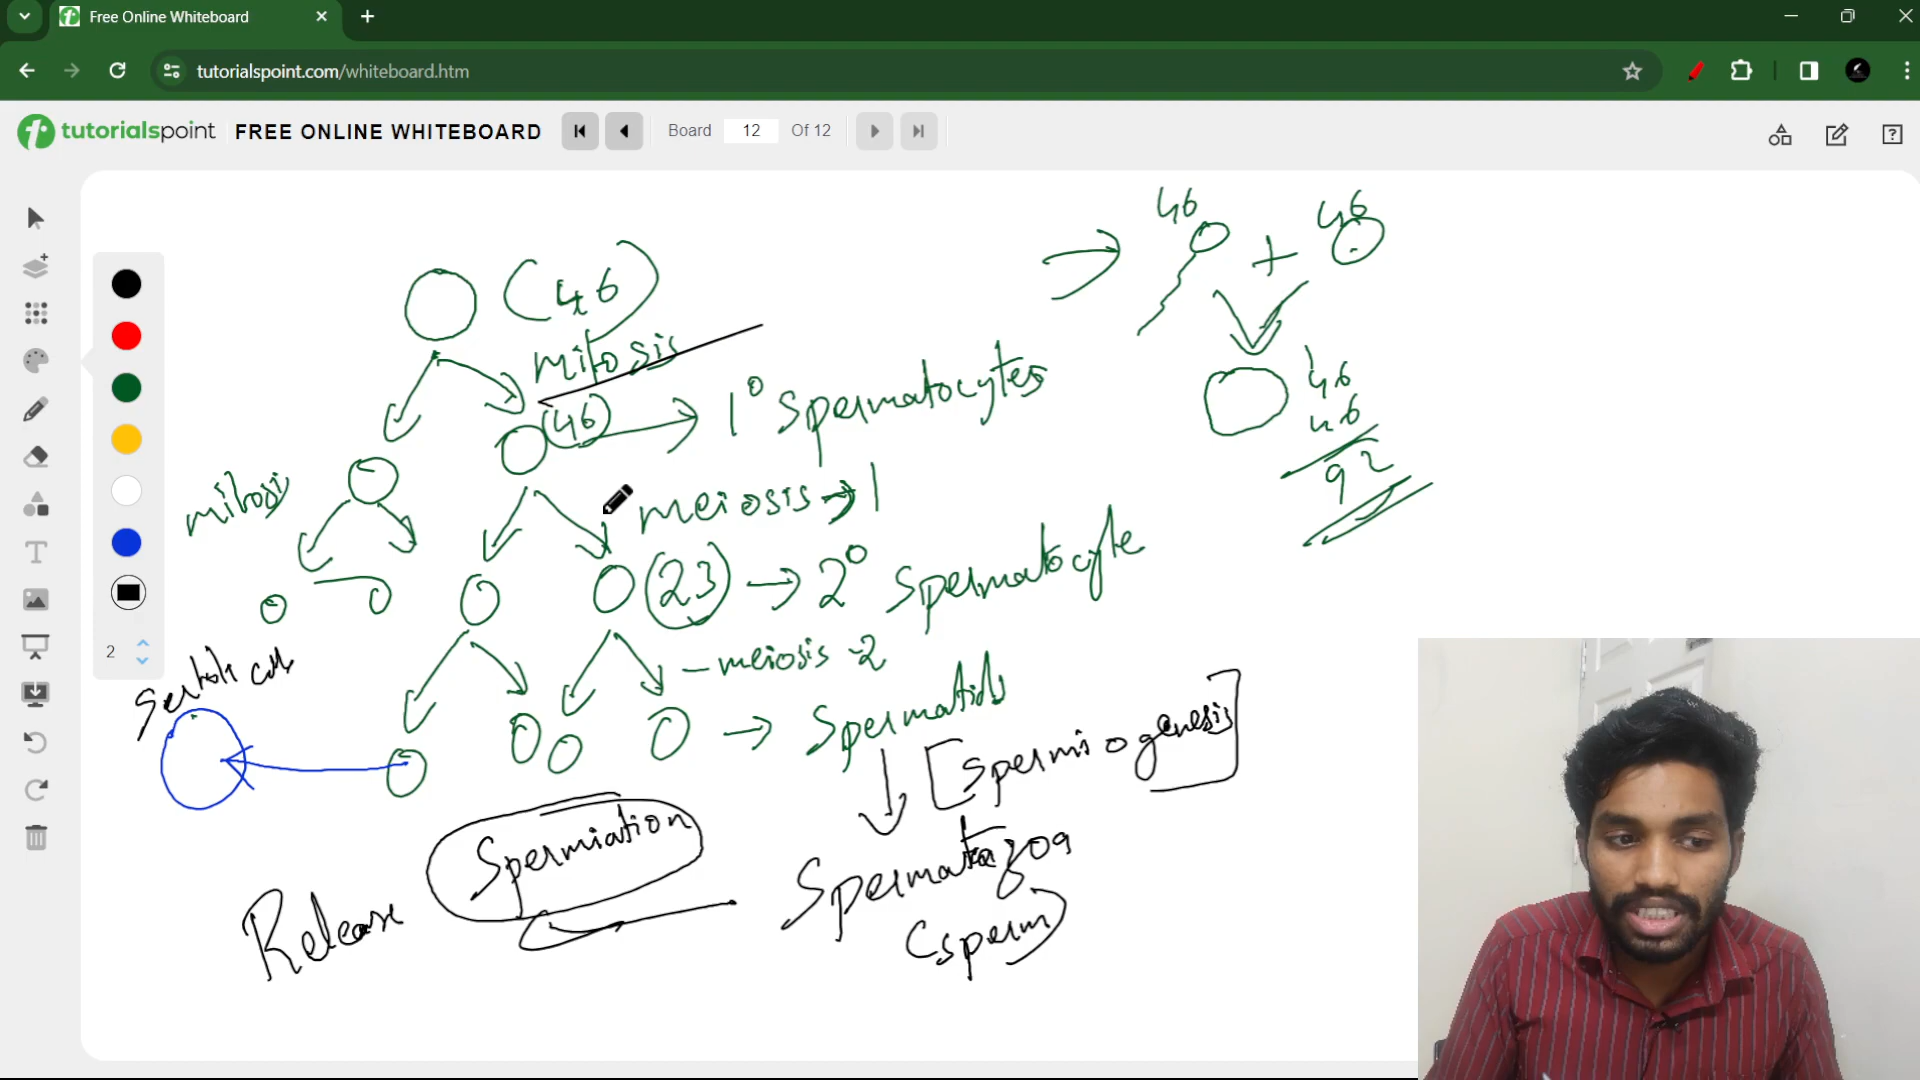 Free Online Whiteboard
tutorialspoint.com/whiteboard.htm
tutorialspoint FREE ONLINE WHITEBOARD Board 12 Of 12
46 46
+
(46)
mitosis
46
46
92
(46) → 1° Spermatocytes
mitosis
meiosis → 1
(23) → 2° Spermatocyte
2
- meiosis - 2
Sertoli cells
→ Spermatids
[Spermiogenesis]
Spermiation
Spermatozoa
Release
(sperm)